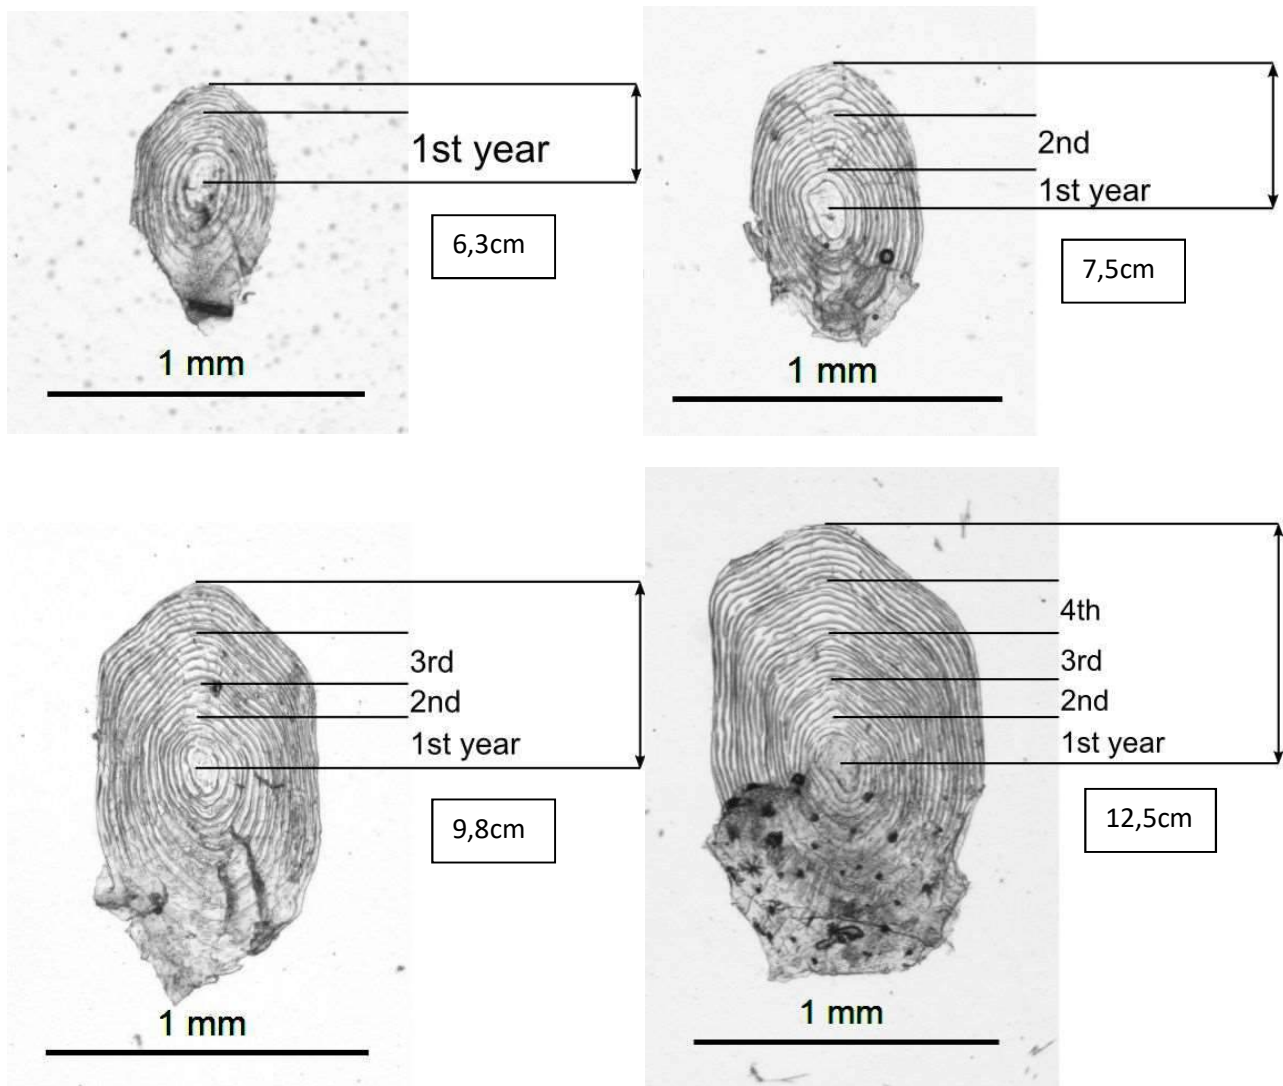 1st year
6,3cm
1 mm
2nd
1st year
7,5cm
1 mm
3rd
2nd
1st year
9,8cm
1 mm
4th
3rd
2nd
1st year
12,5cm
1 mm